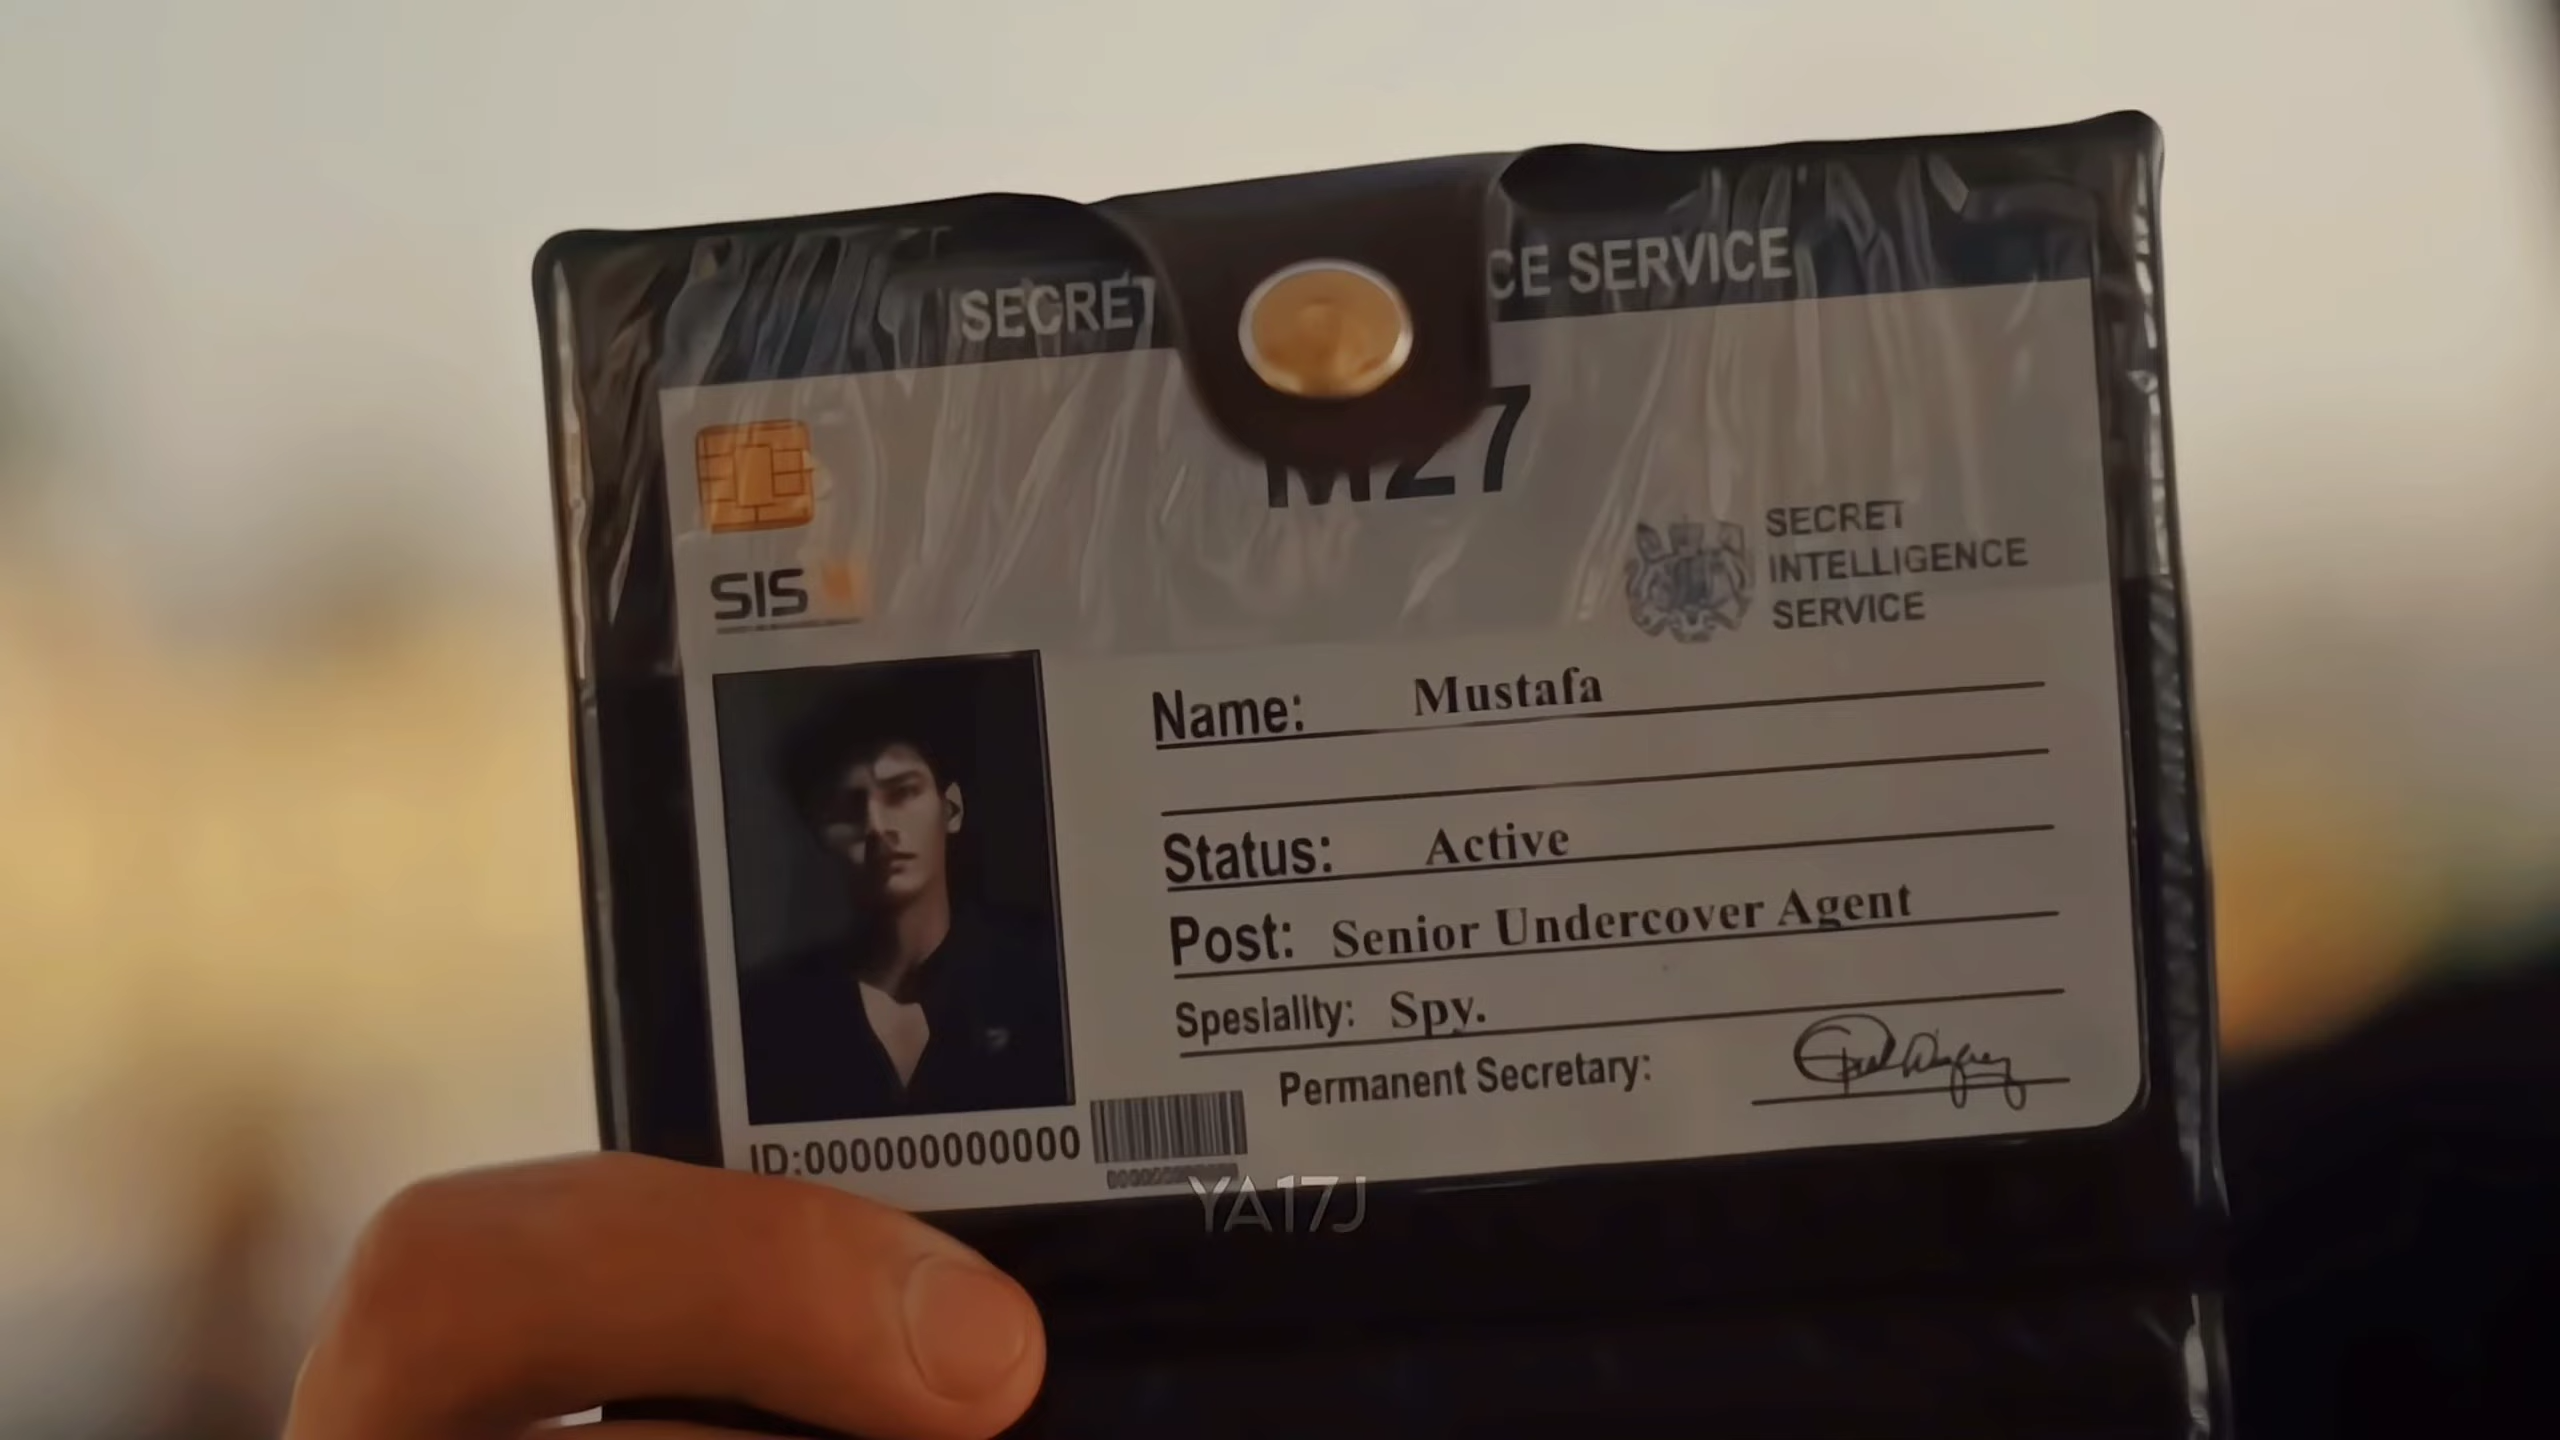 SECRET CE SERVICE
M27
SIS
SECRET
INTELLIGENCE
SERVICE
Name: Mustafa
Status: Active
Post: Senior Undercover Agent
Spesiality: Spy.
Permanent Secretary:
ID:000000000000
YA17J